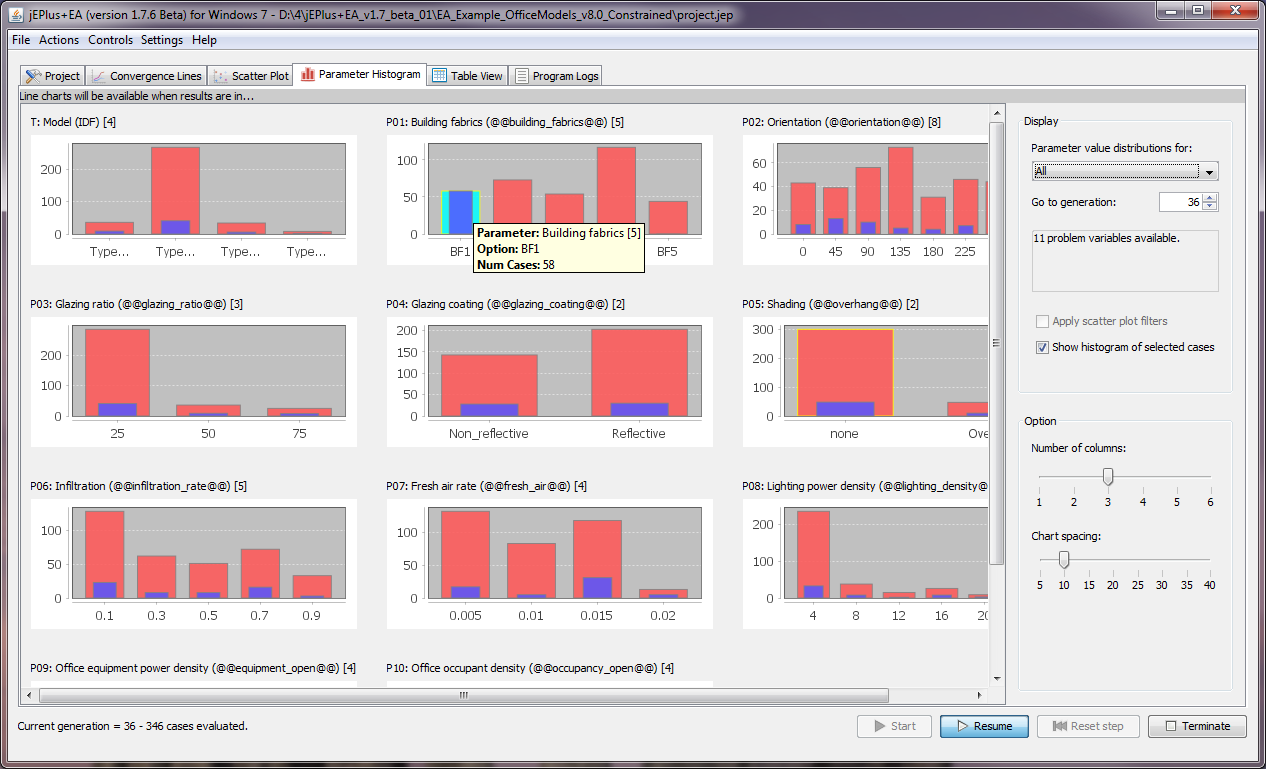 jEPlus+EA (version 1.7.6 Beta) for Windows 7 - D:\4\jEPlus+EA_v1.7_beta_01\EA_Example_OfficeModels_v8.0_Constrained\project.jep
File Actions Controls Settings Help
Project Convergence Lines Scatter Plot Parameter Histogram Table View Program Logs
Line charts will be available when results are in...
T: Model (IDF) [4]
200
100
0
Type... Type... Type... Type...
P01: Building fabrics (@@building_fabrics@@) [5]
100
50
0
BF1 BF5
Parameter: Building fabrics [5]
Option: BF1
Num Cases: 58
P02: Orientation (@@orientation@@) [8]
60
40
20
0
0 45 90 135 180 225
P03: Glazing ratio (@@glazing_ratio@@) [3]
200
100
0
25 50 75
P04: Glazing coating (@@glazing_coating@@) [2]
200
150
100
50
0
Non_reflective Reflective
P05: Shading (@@overhang@@) [2]
300
200
100
0
none Ove
P06: Infiltration (@@infiltration_rate@@) [5]
100
50
0
0.1 0.3 0.5 0.7 0.9
P07: Fresh air rate (@@fresh_air@@) [4]
100
50
0
0.005 0.01 0.015 0.02
P08: Lighting power density (@@lighting_density@
200
100
0
4 8 12 16 20
P09: Office equipment power density (@@equipment_open@@) [4]
P10: Office occupant density (@@occupancy_open@@) [4]
Display
Parameter value distributions for:
All
Go to generation: 36
11 problem variables available.
Apply scatter plot filters
Show histogram of selected cases
Option
Number of columns:
1 2 3 4 5 6
Chart spacing:
5 10 15 20 25 30 35 40
Current generation = 36 - 346 cases evaluated.
Start Resume Reset step Terminate